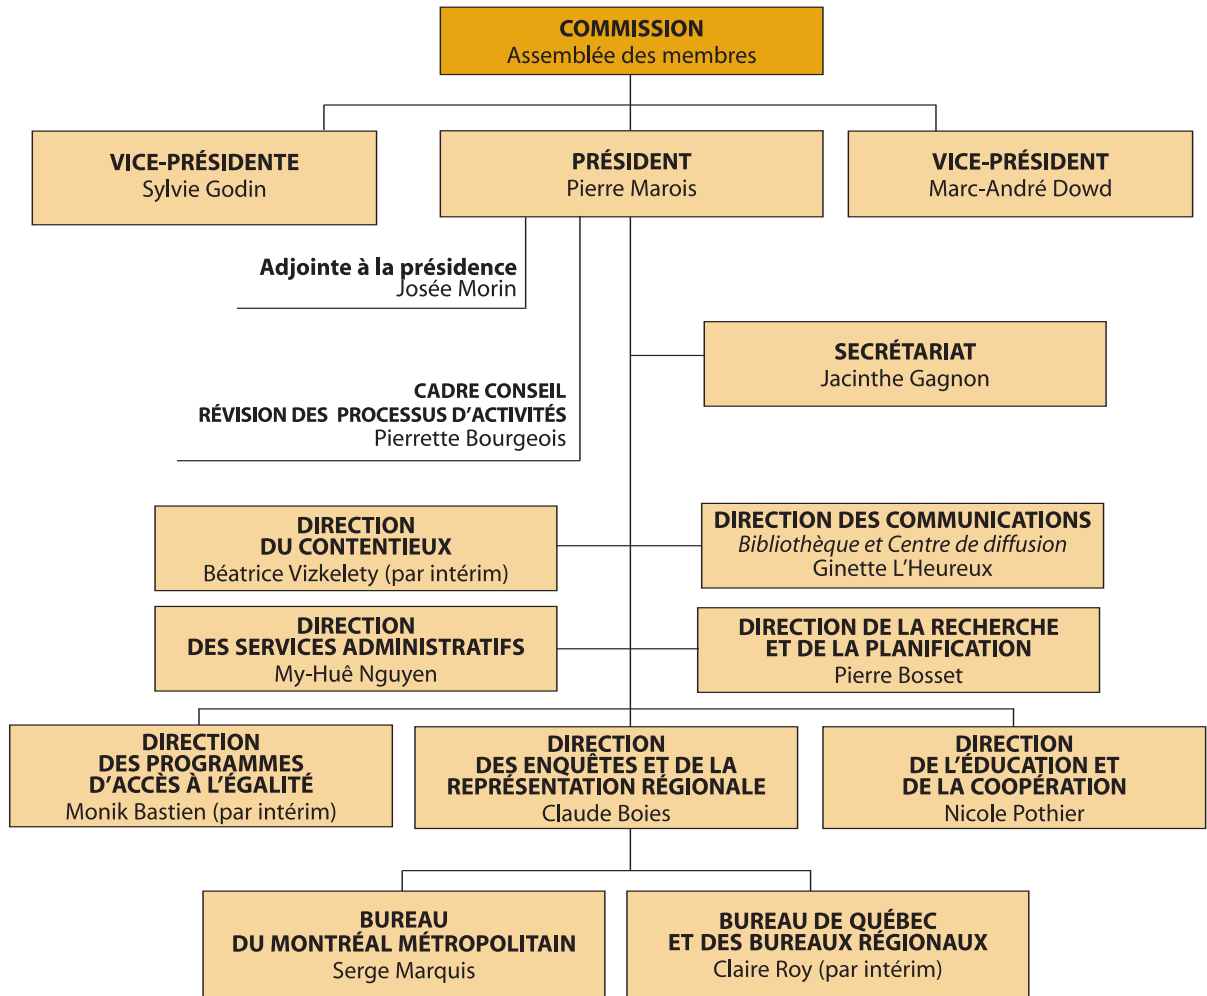 COMMISSION
Assemblée des membres
VICE-PRÉSIDENTE
Sylvie Godin
PRÉSIDENT
Pierre Marois
VICE-PRÉSIDENT
Marc-André Dowd
Adjointe à la présidence
Josée Morin
SECRÉTARIAT
Jacinthe Gagnon
CADRE CONSEIL
RÉVISION DES PROCESSUS D'ACTIVITÉS
Pierrette Bourgeois
DIRECTION
DU CONTENTIEUX
Béatrice Vizkelety (par intérim)
DIRECTION DES COMMUNICATIONS
Bibliothèque et Centre de diffusion
Ginette L'Heureux
DIRECTION
DES SERVICES ADMINISTRATIFS
My-Huê Nguyen
DIRECTION DE LA RECHERCHE
ET DE LA PLANIFICATION
Pierre Bosset
DIRECTION
DES PROGRAMMES
D'ACCÈS À L'ÉGALITÉ
Monik Bastien (par intérim)
DIRECTION
DES ENQUÊTES ET DE LA
REPRÉSENTATION RÉGIONALE
Claude Boies
DIRECTION
DE L'ÉDUCATION ET
DE LA COOPÉRATION
Nicole Pothier
BUREAU
DU MONTRÉAL MÉTROPOLITAIN
Serge Marquis
BUREAU DE QUÉBEC
ET DES BUREAUX RÉGIONAUX
Claire Roy (par intérim)